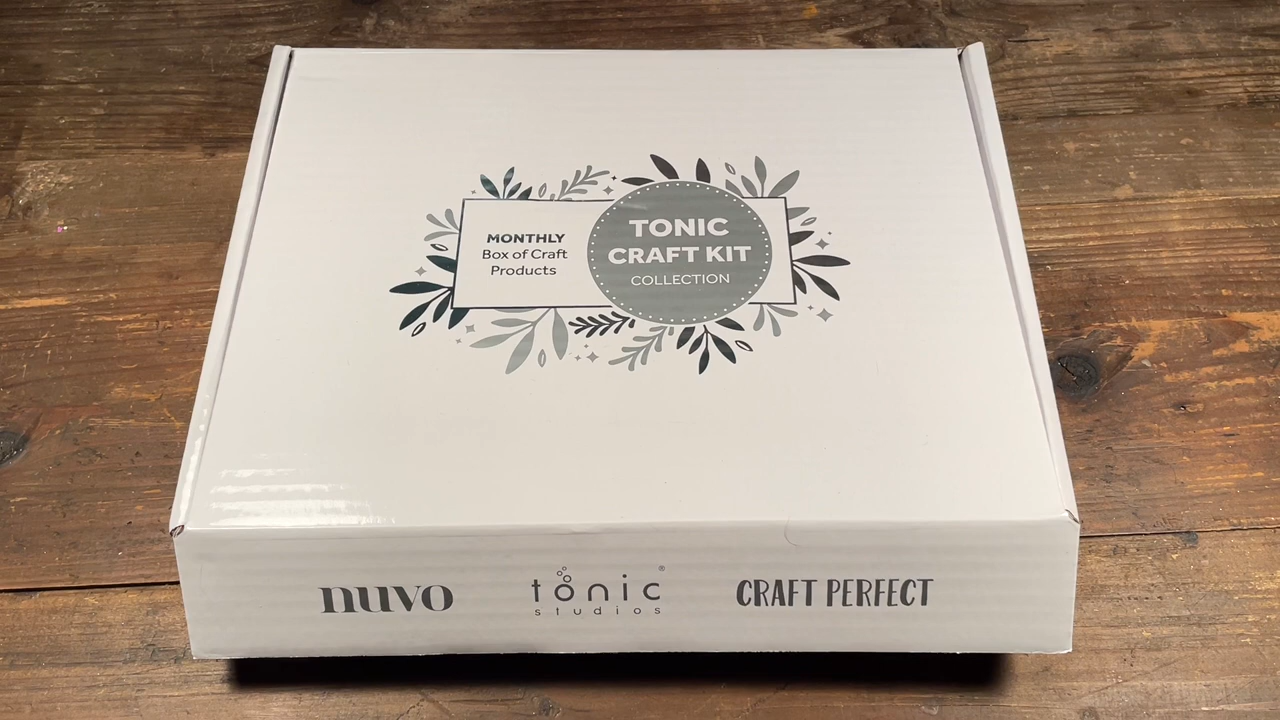 MONTHLY
Box of Craft
Products
TONIC
CRAFT KIT
COLLECTION
nuvo
tonic®
studios
CRAFT PERFECT